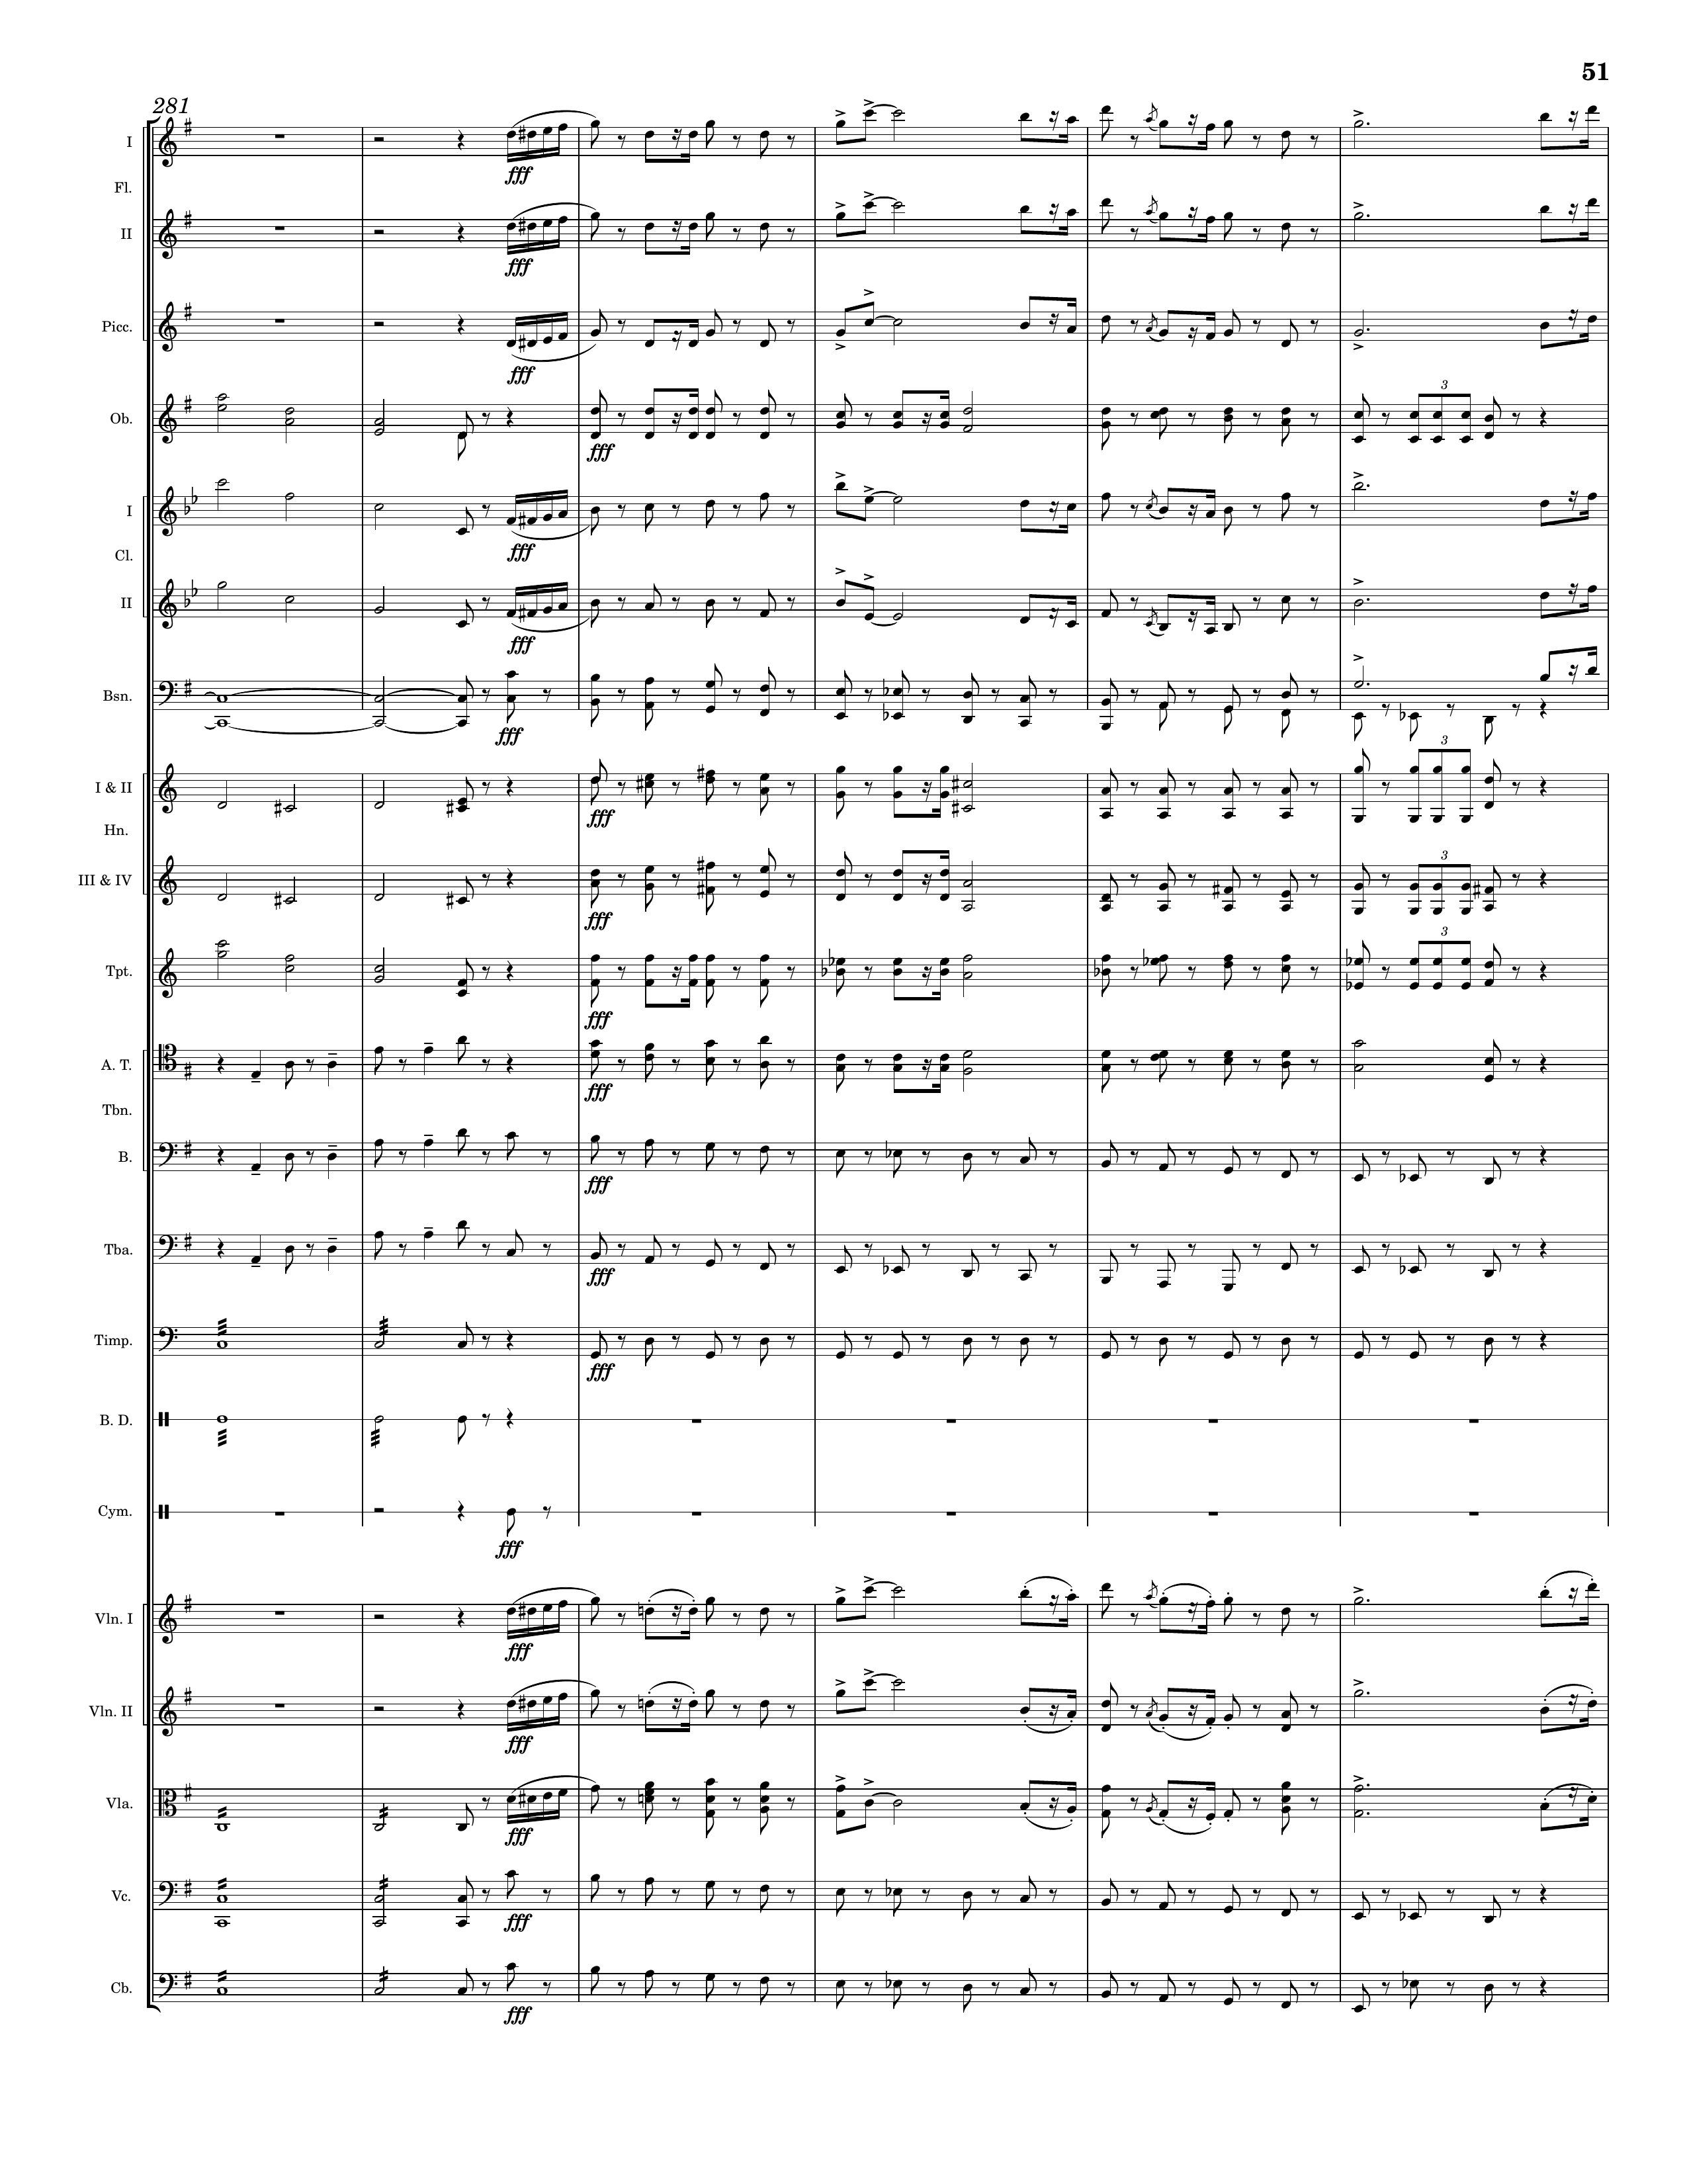 51
281
I
Fl.
fff
II
fff
Picc.
fff
Ob.
fff
3
I
fff
Cl.
II
fff
Bsn.
fff
3
I & II
fff
Hn.
3
III & IV
fff
3
Tpt.
fff
A. T.
fff
Tbn.
B.
fff
Tba.
fff
Timp.
fff
B. D.
Cym.
fff
Vln. I
fff
Vln. II
fff
Vla.
fff
Vc.
fff
Cb.
fff